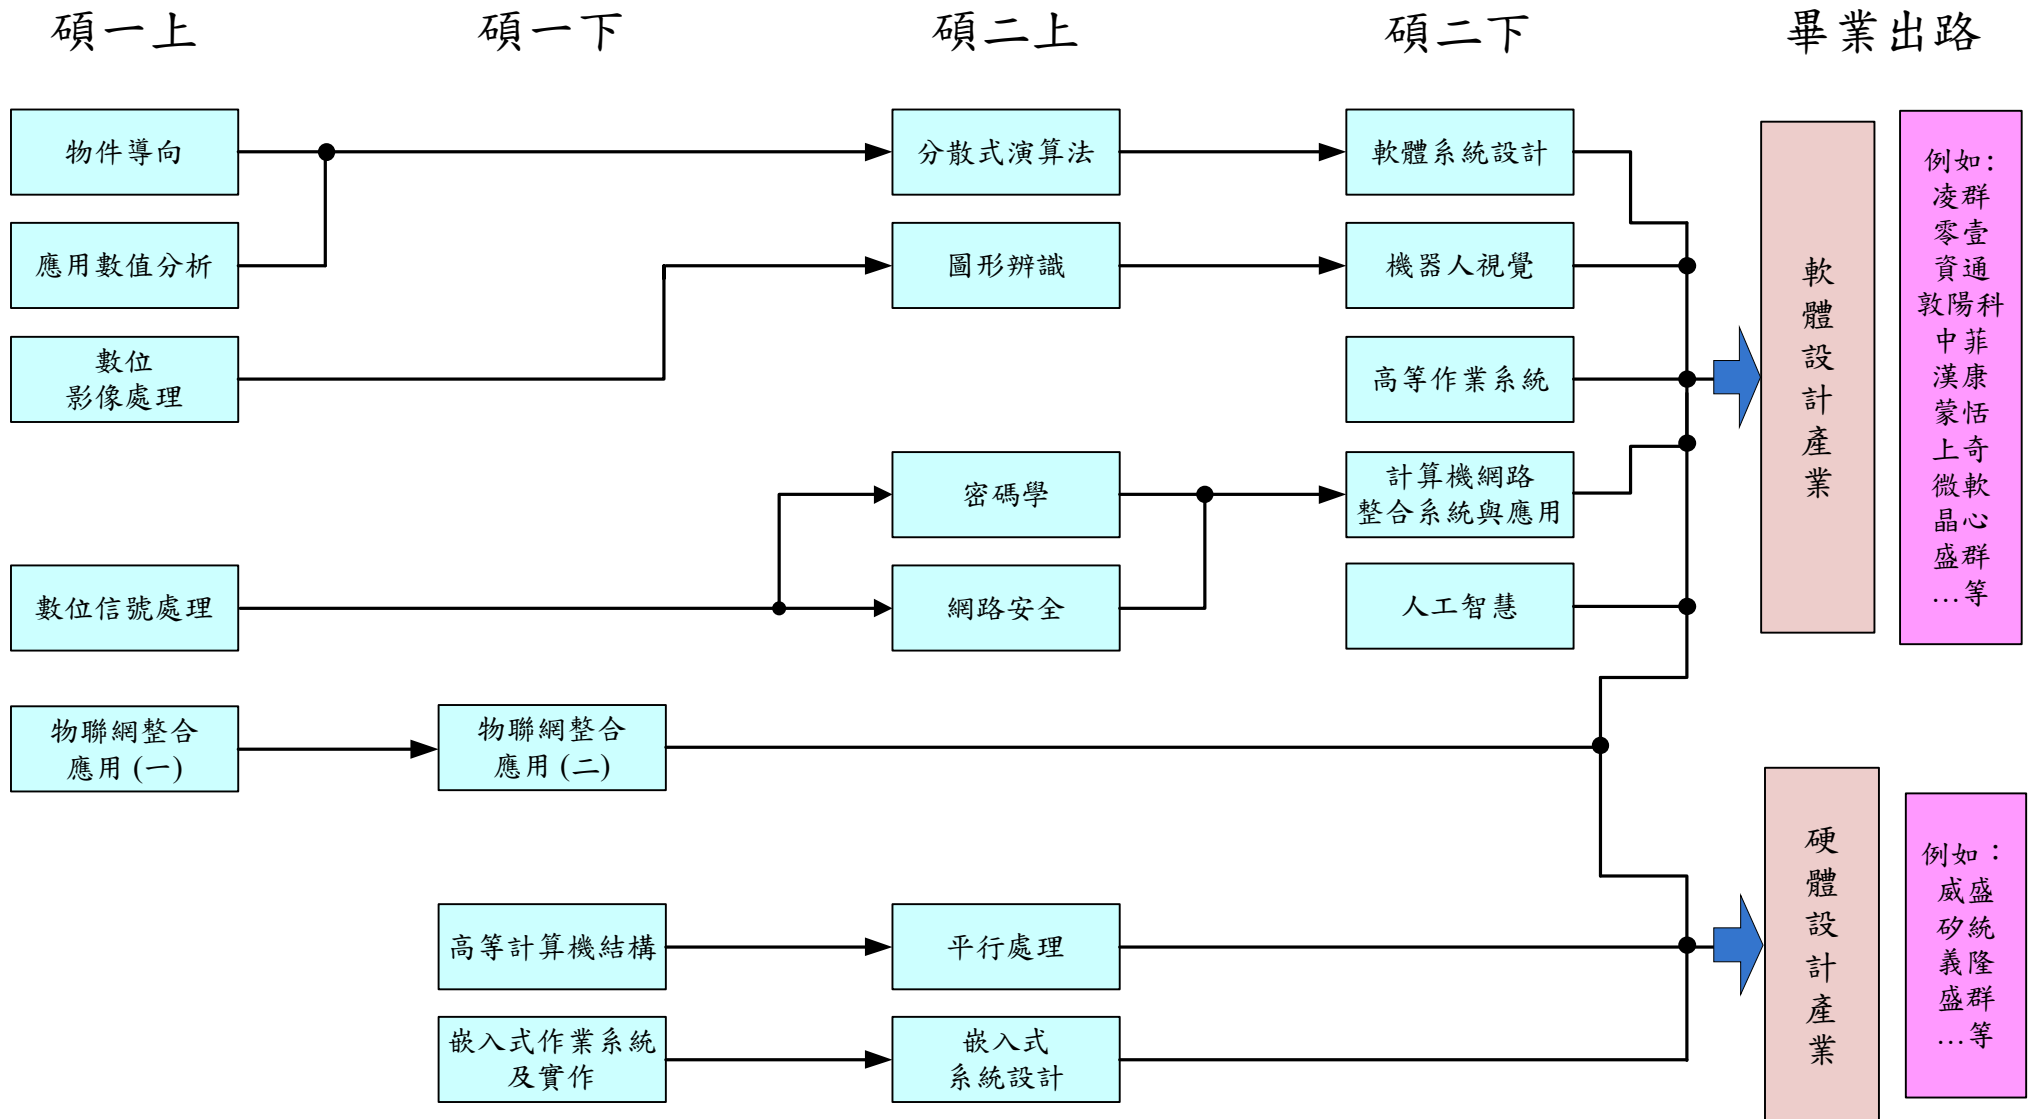 碩一上
碩一下
碩二上
碩二下
畢業出路
物件導向
分散式演算法
軟體系統設計
應用數值分析
圖形辨識
機器人視覺
數位
影像處理
高等作業系統
密碼學
計算機網路
整合系統與應用
數位信號處理
網路安全
人工智慧
物聯網整合
應用(一)
物聯網整合
應用(二)
高等計算機結構
平行處理
嵌入式作業系統
及實作
嵌入式
系統設計
軟體設計產業
例如:
凌群
零壹
資通
敦陽科
中菲
漢康
蒙恬
上奇
微軟
晶心
盛群
…等
硬體設計產業
例如：
威盛
矽統
義隆
盛群
…等